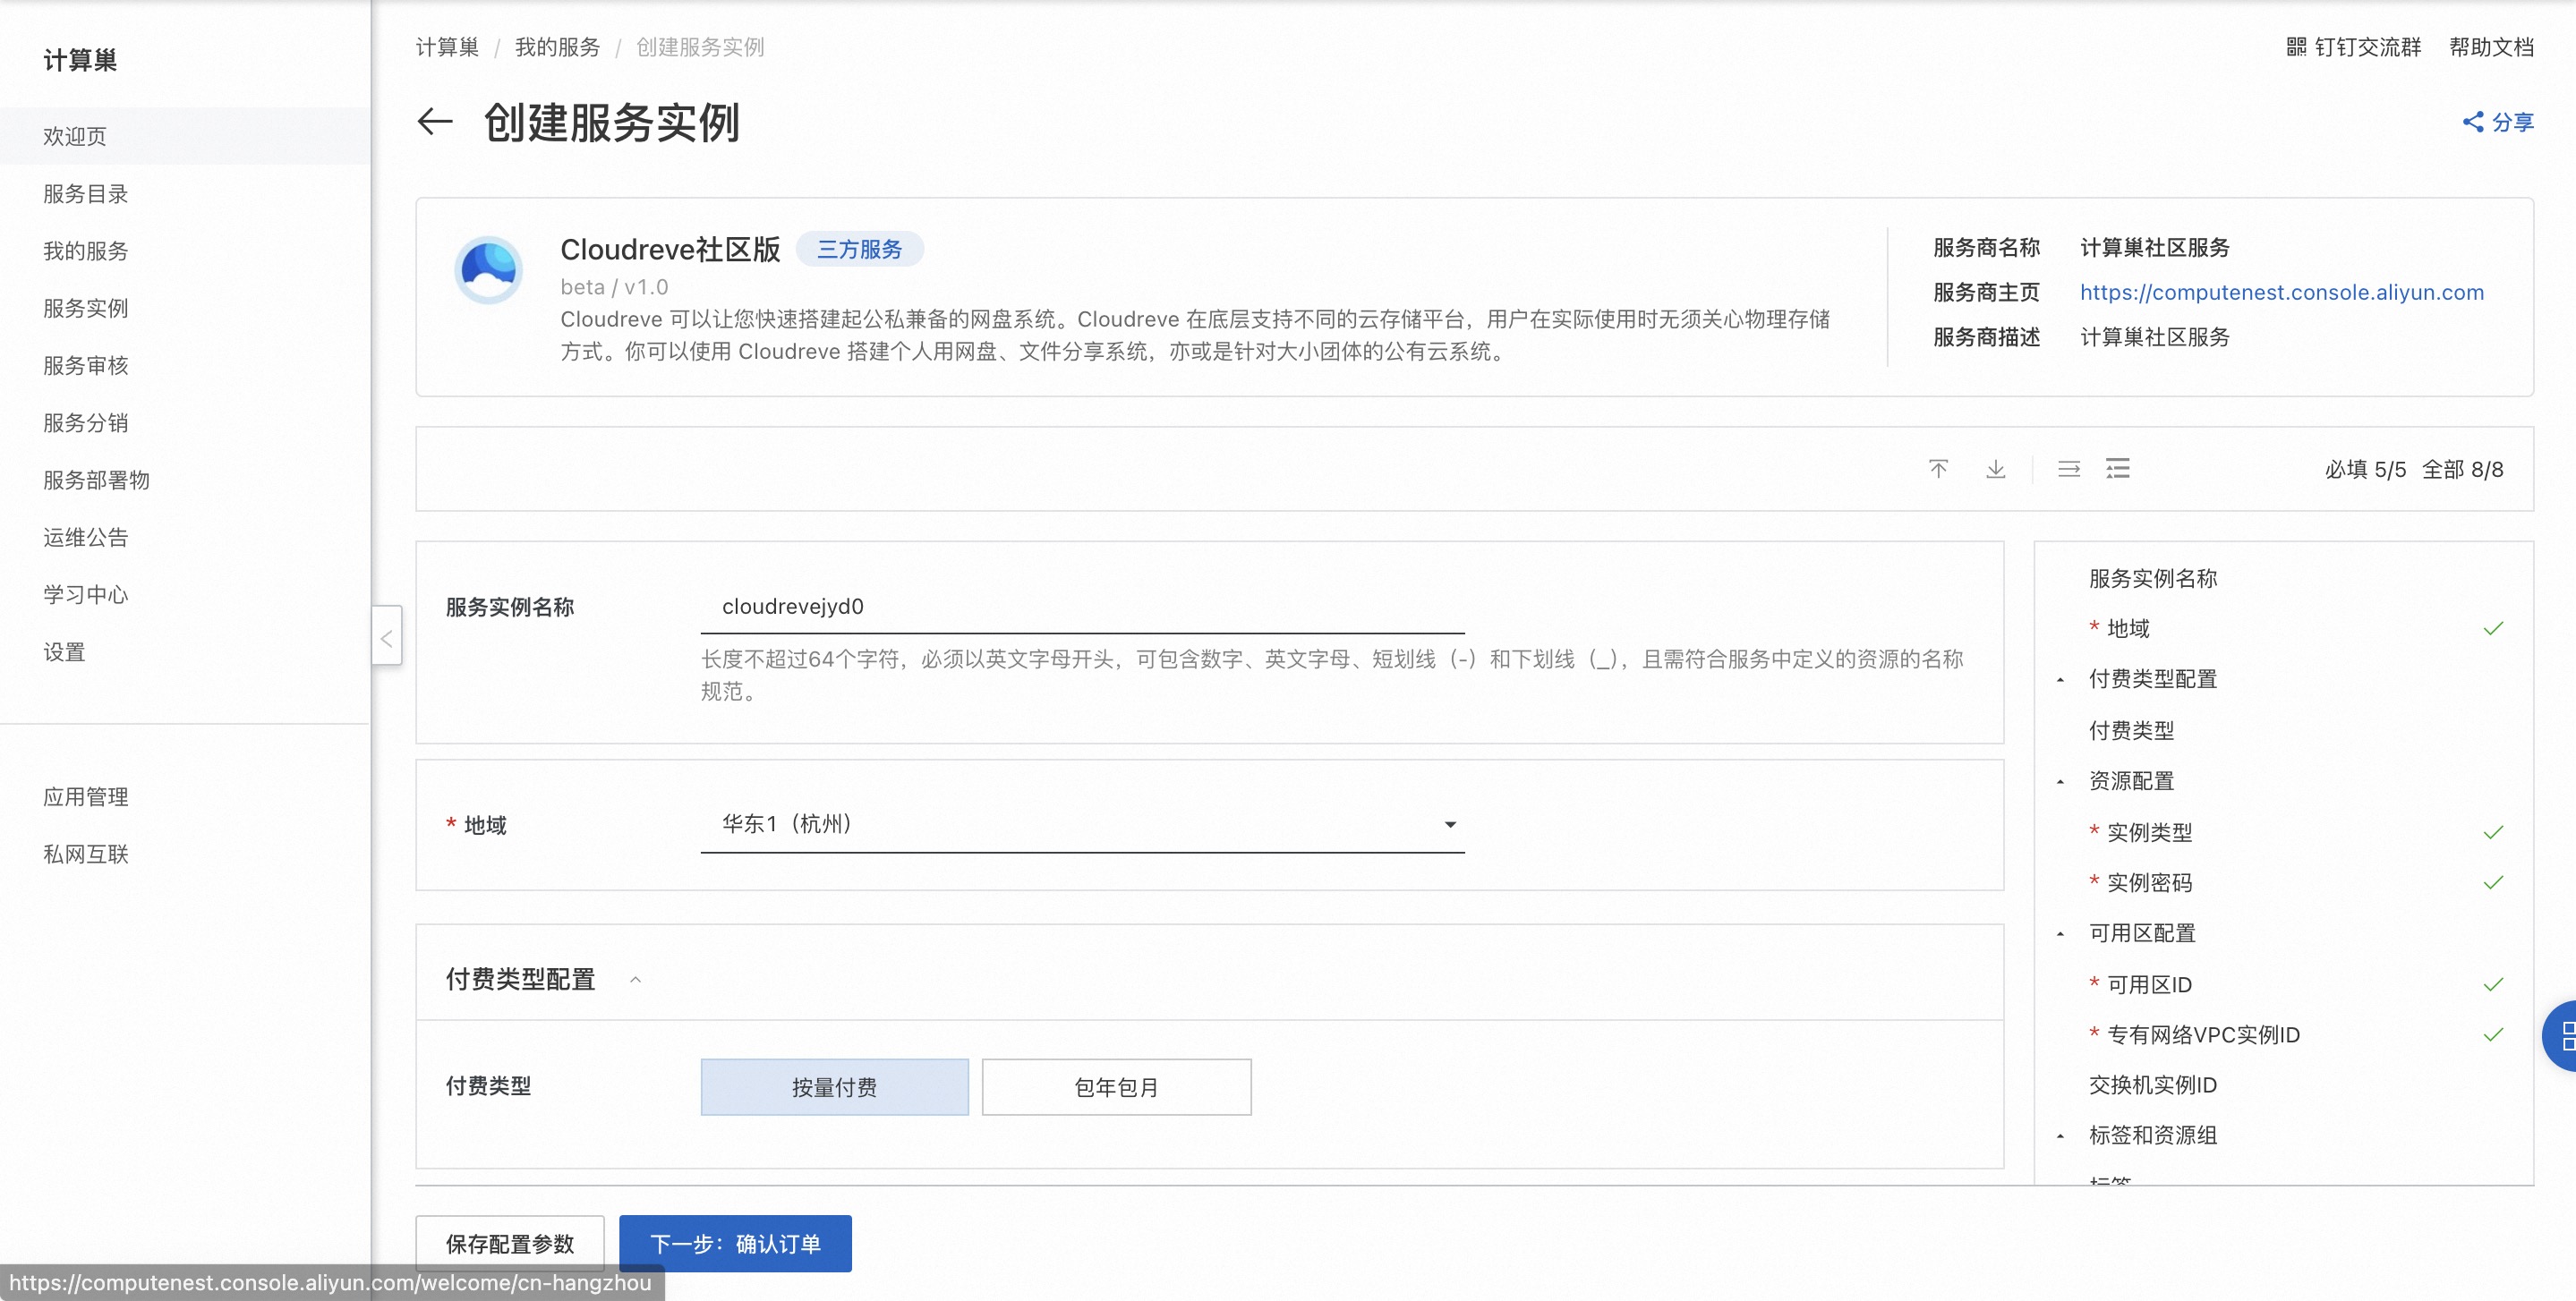 计算巢
欢迎页
服务目录
我的服务
服务实例
服务审核
服务分销
服务部署物
运维公告
学习中心
设置
应用管理
私网互联
计算巢 / 我的服务 / 创建服务实例
钉钉交流群 帮助文档
创建服务实例
分享
Cloudreve社区版 三方服务
beta / v1.0
Cloudreve 可以让您快速搭建起公私兼备的网盘系统。Cloudreve 在底层支持不同的云存储平台，用户在实际使用时无须关心物理存储
方式。你可以使用 Cloudreve 搭建个人用网盘、文件分享系统，亦或是针对大小团体的公有云系统。
服务商名称 计算巢社区服务
服务商主页 https://computenest.console.aliyun.com
服务商描述 计算巢社区服务
必填 5/5 全部 8/8
服务实例名称 cloudrevejyd0
长度不超过64个字符，必须以英文字母开头，可包含数字、英文字母、短划线（-）和下划线（_），且需符合服务中定义的资源的名称
规范。
* 地域 华东1（杭州）
付费类型配置
付费类型 按量付费 包年包月
服务实例名称
* 地域
付费类型配置
付费类型
资源配置
* 实例类型
* 实例密码
可用区配置
* 可用区ID
* 专有网络VPC实例ID
交换机实例ID
标签和资源组
保存配置参数 下一步：确认订单
https://computenest.console.aliyun.com/welcome/cn-hangzhou